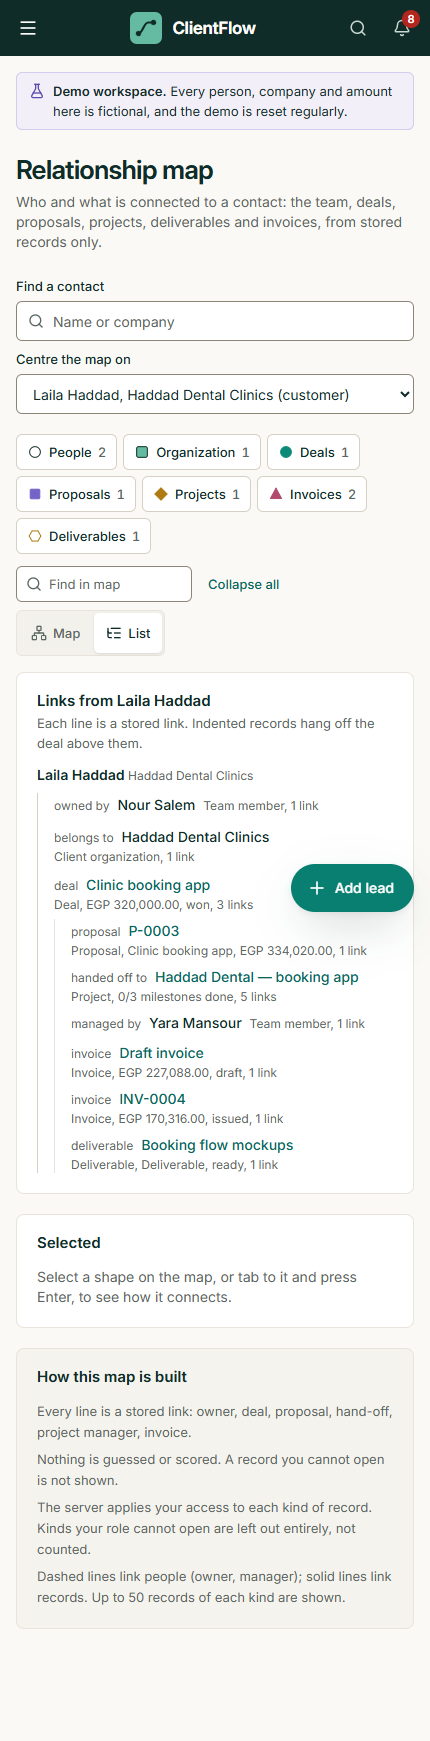 ClientFlow
8
Demo workspace. Every person, company and amount
here is fictional, and the demo is reset regularly.
Relationship map
Who and what is connected to a contact: the team, deals,
proposals, projects, deliverables and invoices, from stored
records only.
Find a contact
Name or company
Centre the map on
Laila Haddad, Haddad Dental Clinics (customer)
People 2
Organization 1
Deals 1
Proposals 1
Projects 1
Invoices 2
Deliverables 1
Find in map
Collapse all
Map
List
Links from Laila Haddad
Each line is a stored link. Indented records hang off the
deal above them.
Laila Haddad Haddad Dental Clinics
owned by Nour Salem Team member, 1 link
belongs to Haddad Dental Clinics
Client organization, 1 link
deal Clinic booking app
Deal, EGP 320,000.00, won, 3 links
Add lead
proposal P-0003
Proposal, Clinic booking app, EGP 334,020.00, 1 link
handed off to Haddad Dental — booking app
Project, 0/3 milestones done, 5 links
managed by Yara Mansour Team member, 1 link
invoice Draft invoice
Invoice, EGP 227,088.00, draft, 1 link
invoice INV-0004
Invoice, EGP 170,316.00, issued, 1 link
deliverable Booking flow mockups
Deliverable, Deliverable, ready, 1 link
Selected
Select a shape on the map, or tab to it and press
Enter, to see how it connects.
How this map is built
Every line is a stored link: owner, deal, proposal, hand-off,
project manager, invoice.
Nothing is guessed or scored. A record you cannot open
is not shown.
The server applies your access to each kind of record.
Kinds your role cannot open are left out entirely, not
counted.
Dashed lines link people (owner, manager); solid lines link
records. Up to 50 records of each kind are shown.